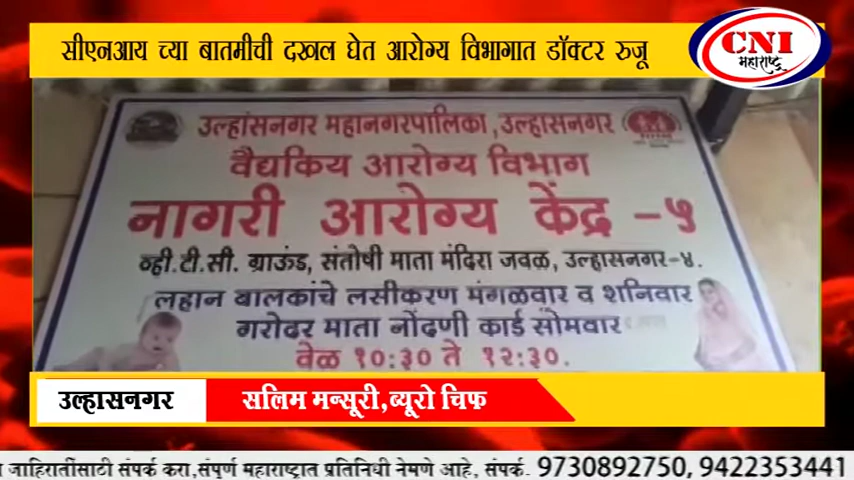 सीएनआय च्या बातमीची दखल घेत आरोग्य विभागात डॉक्टर रुजू
CNI
महाराष्ट्र
उल्हांसनगर महानगरपालिका,उल्हासनगर
वैद्यकिय आरोग्य विभाग
नागरी आरोग्य केंद्र -५
व्ही.टी.सी. ग्राऊंड, संतोषी माता मंदिरा जवळ, उल्हासनगर-४.
लहान बालकांचे लसीकरण मंगळवार व शनिवार
गरोदर माता नोंदणी कार्ड सोमवार
वेळ १०:३० ते १२:३०.
उल्हासनगर
सलिम मन्सूरी,ब्यूरो चिफ
जाहिरातींसाठी संपर्क करा,संपूर्ण महाराष्ट्रात प्रतिनिधी नेमणे आहे, संपर्क. 9730892750, 9422353441